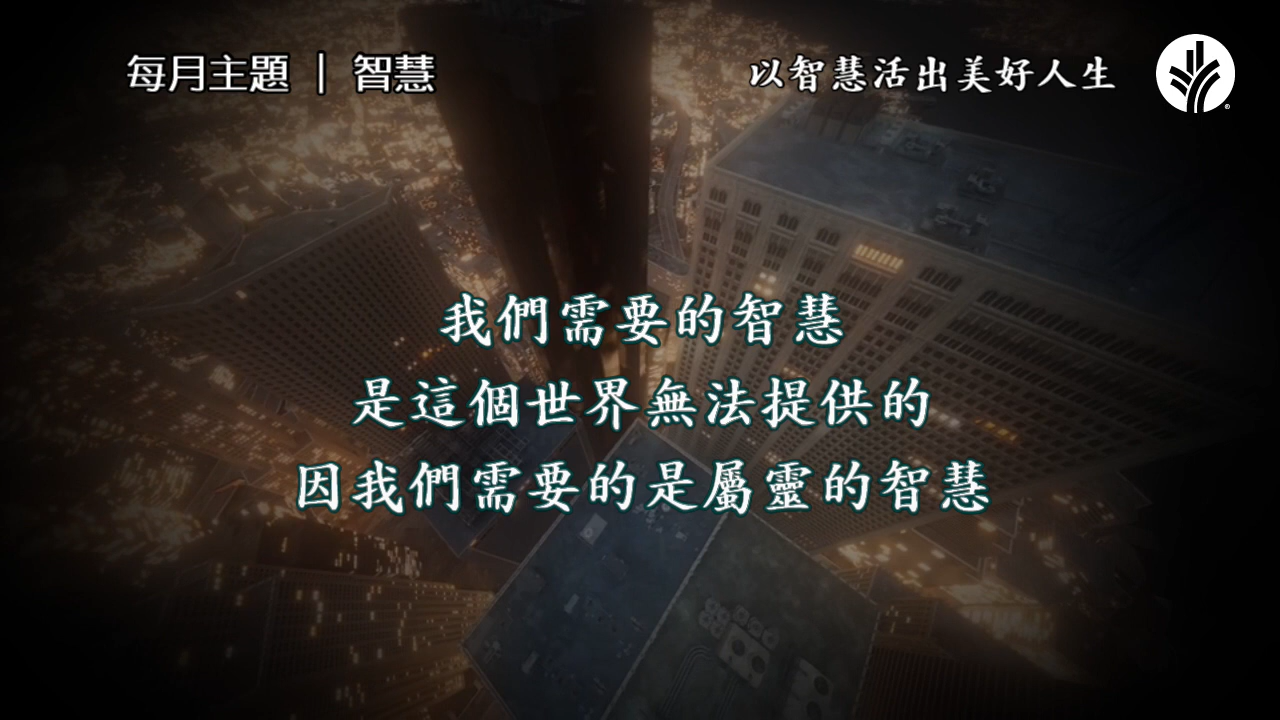 每月主題 | 智慧
以智慧活出美好人生
我們需要的智慧
是這個世界無法提供的
因我們需要的是屬靈的智慧